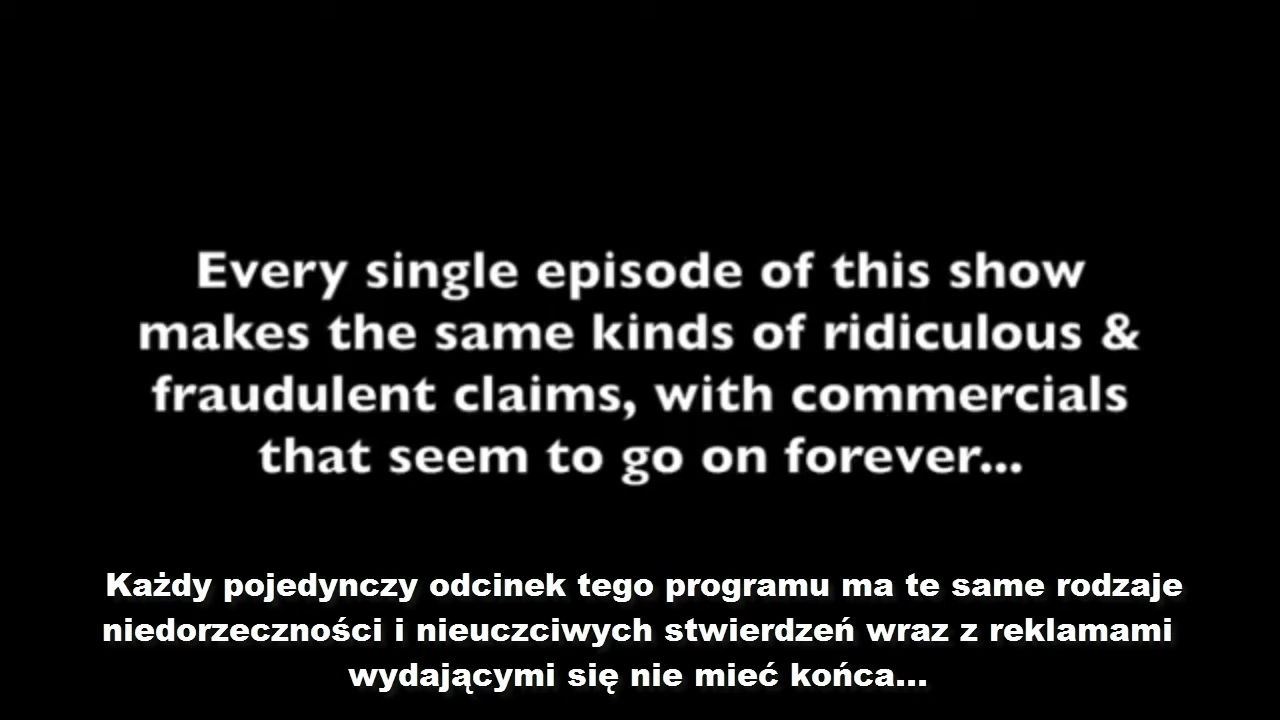 Every single episode of this show
makes the same kinds of ridiculous &
fraudulent claims, with commercials
that seem to go on forever...
Każdy pojedynczy odcinek tego programu ma te same rodzaje
niedorzeczności i nieuczciwych stwierdzeń wraz z reklamami
wydającymi się nie mieć końca...